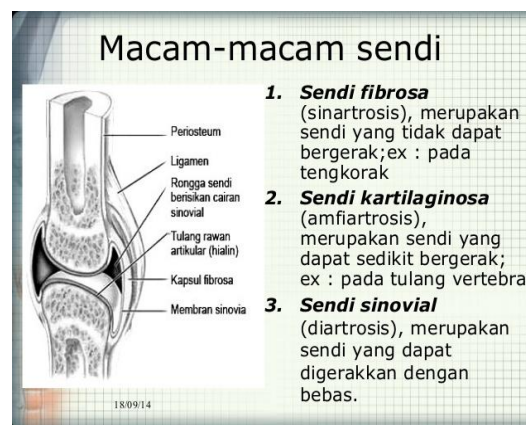 Macam-macam sendi
Periosteum
Ligamen
Rongga sendi
berisikan cairan
sinovial
Tulang rawan
artikular (hialin)
Kapsul fibrosa
Membran sinovia
1. Sendi fibrosa
(sinartrosis), merupakan
sendi yang tidak dapat
bergerak;ex : pada
tengkorak
2. Sendi kartilaginosa
(amfiartrosis),
merupakan sendi yang
dapat sedikit bergerak;
ex : pada tulang vertebra
3. Sendi sinovial
(diartrosis), merupakan
sendi yang dapat
digerakkan dengan
bebas.
18/09/14